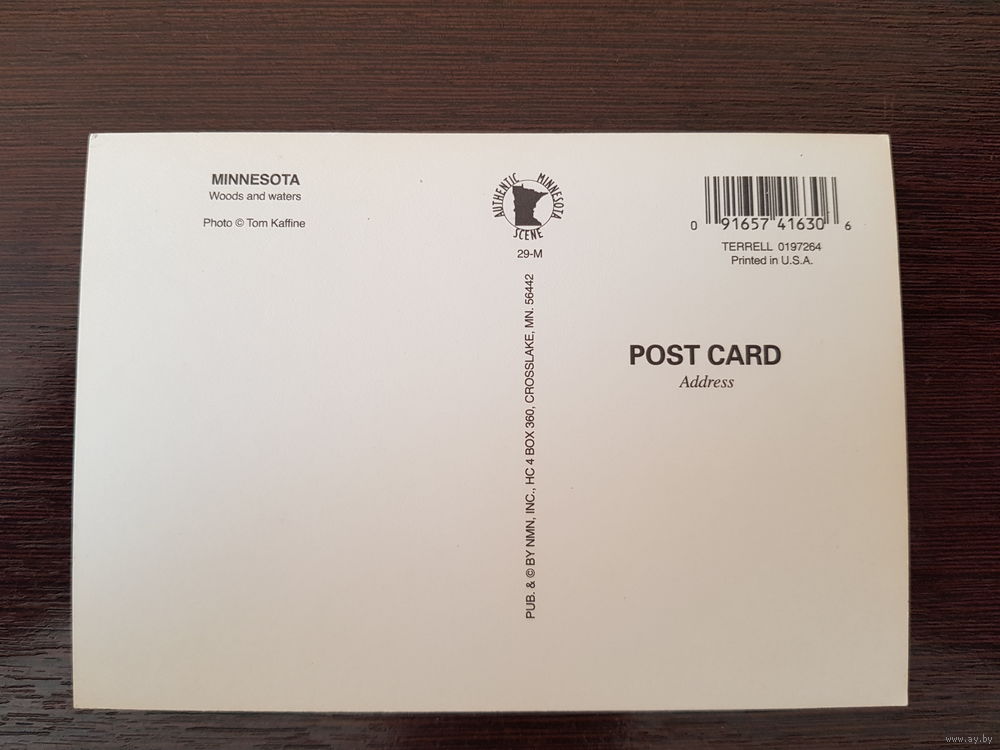 MINNESOTA
Woods and waters
Photo © Tom Kaffine
AUTHENTIC MINNESOTA SCENE
29-M
PUB. & © BY NMN, INC., HC 4 BOX 360, CROSSLAKE, MN. 56442
0 91657 41630 6
TERRELL 0197264
Printed in U.S.A.
POST CARD
Address
www.ay.by